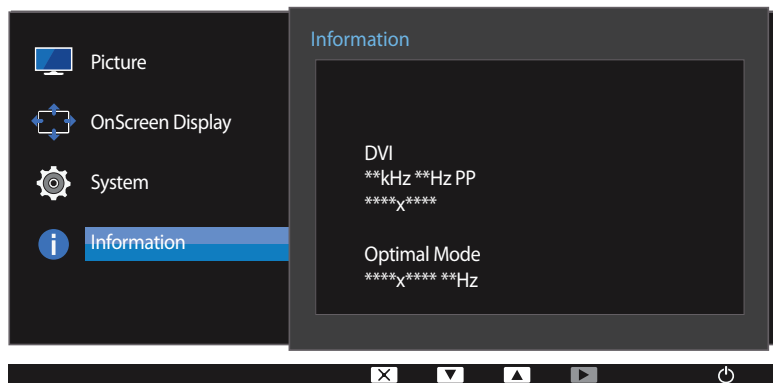 Picture
OnScreen Display
System
Information
Information
DVI
**kHz **Hz PP
****x****
Optimal Mode
****x**** **Hz